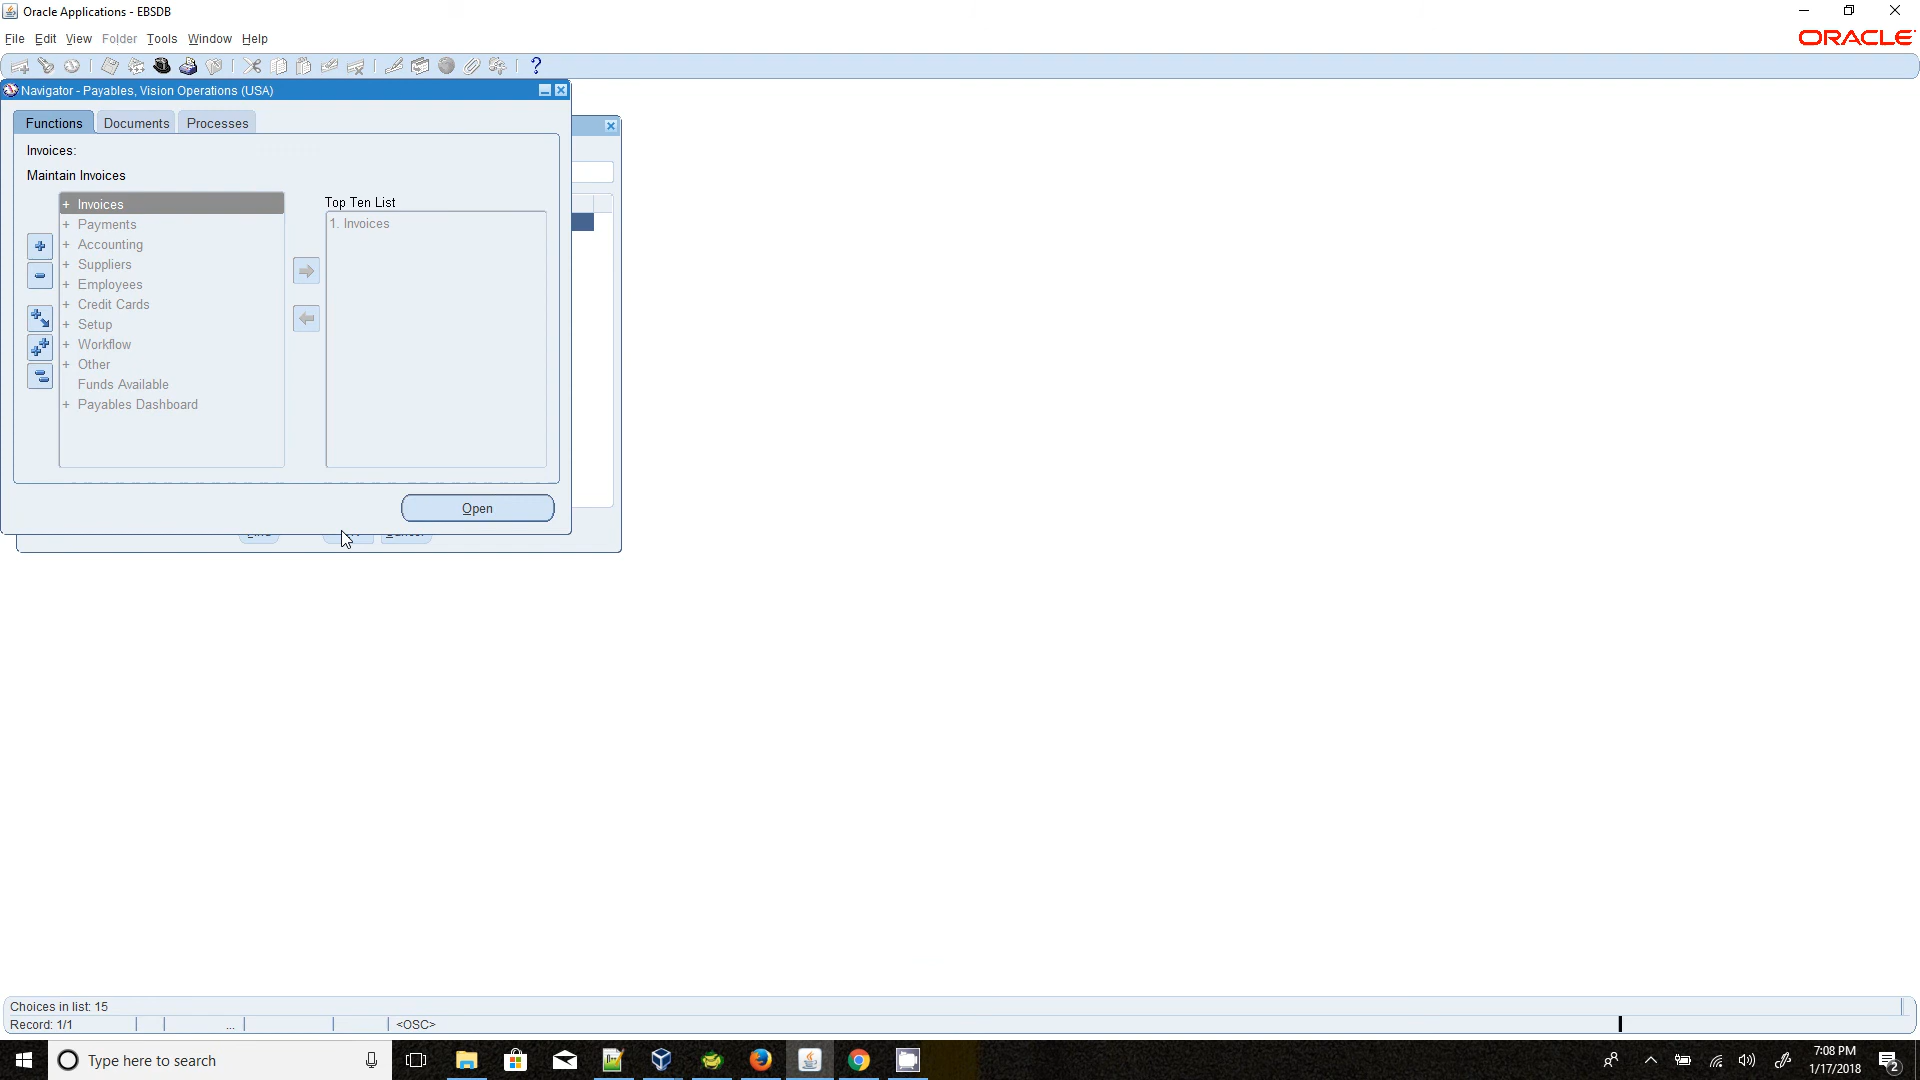 Oracle Applications - EBSDB
File Edit View Folder Tools Window Help
ORACLE
Navigator - Payables, Vision Operations (USA)
Functions Documents Processes
Invoices:
Maintain Invoices
Top Ten List
+ Invoices
+ Payments
+ Accounting
+ Suppliers
+ Employees
+ Credit Cards
+ Setup
+ Workflow
+ Other
Funds Available
+ Payables Dashboard
1. Invoices
Open
Choices in list: 15
Record: 1/1 ... <OSC>
Type here to search
7:08 PM
1/17/2018
2